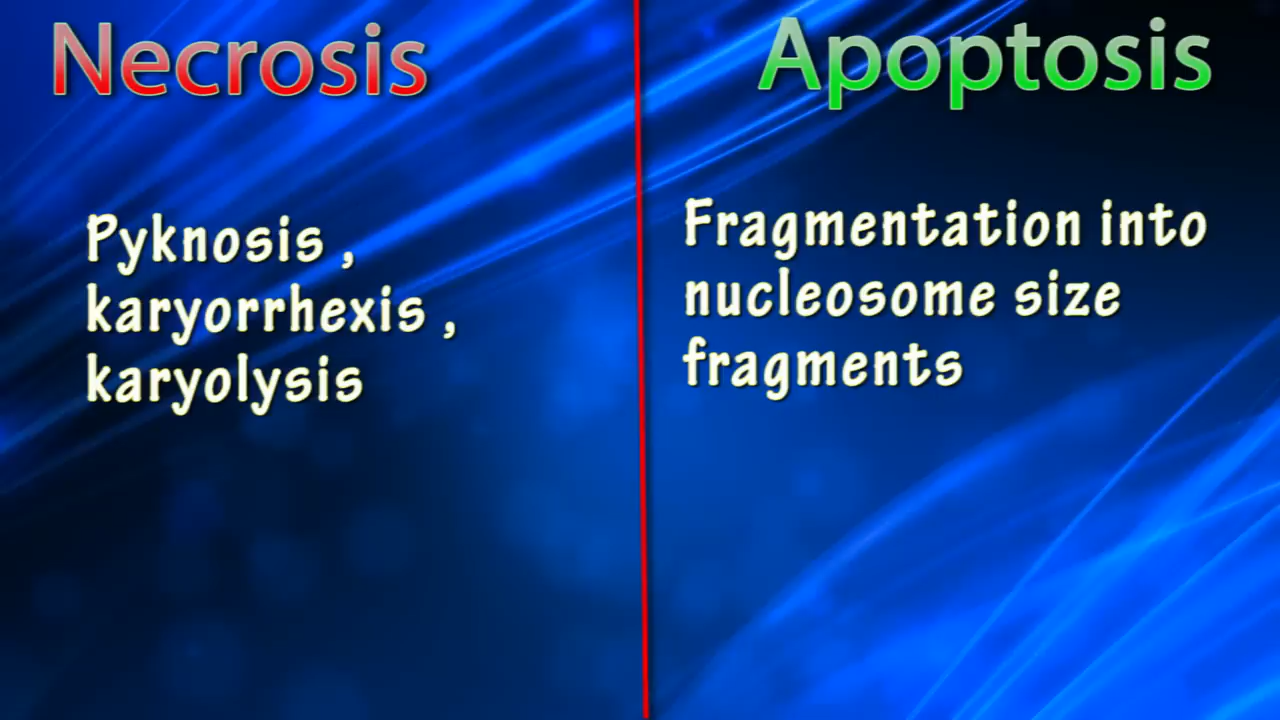 Necrosis
Pyknosis ,
karyorrhexis ,
karyolysis
Apoptosis
Fragmentation into
nucleosome size
fragments